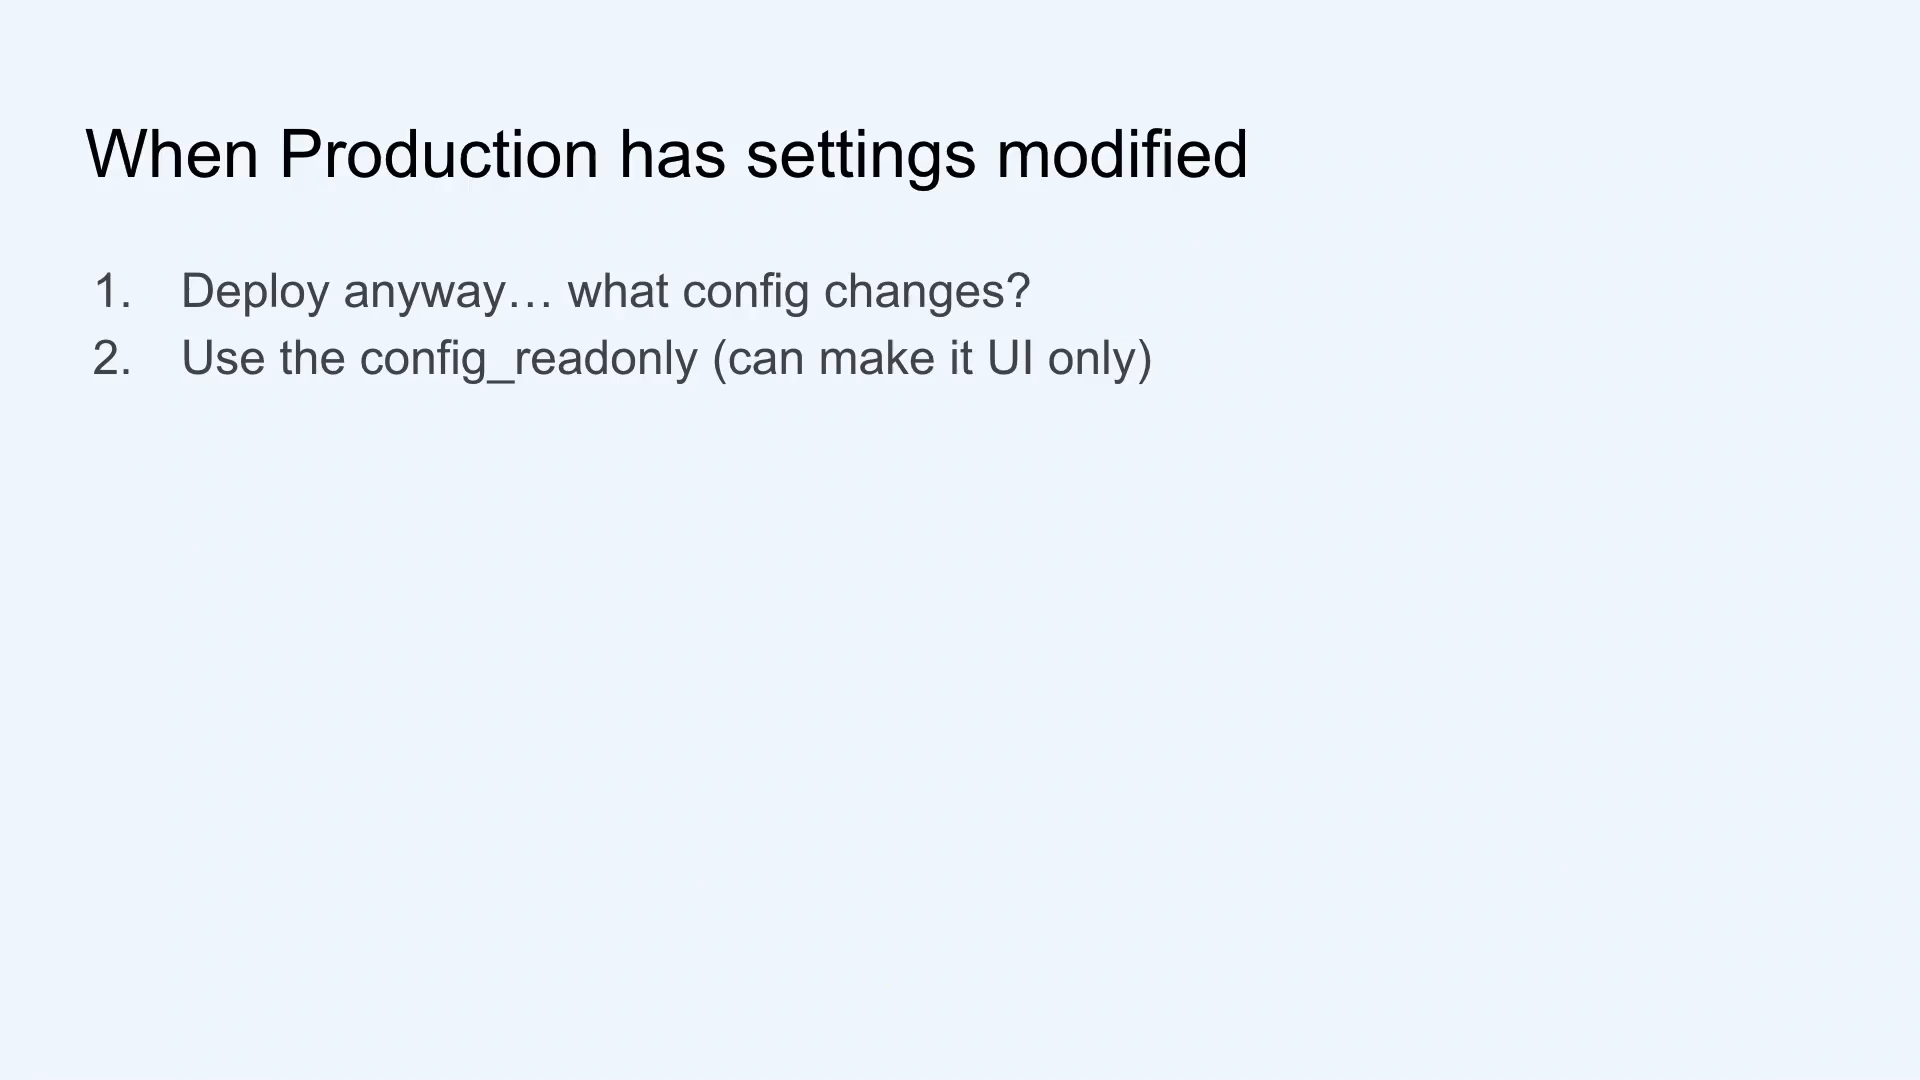 When Production has settings modified
1. Deploy anyway… what config changes?
2. Use the config_readonly (can make it UI only)